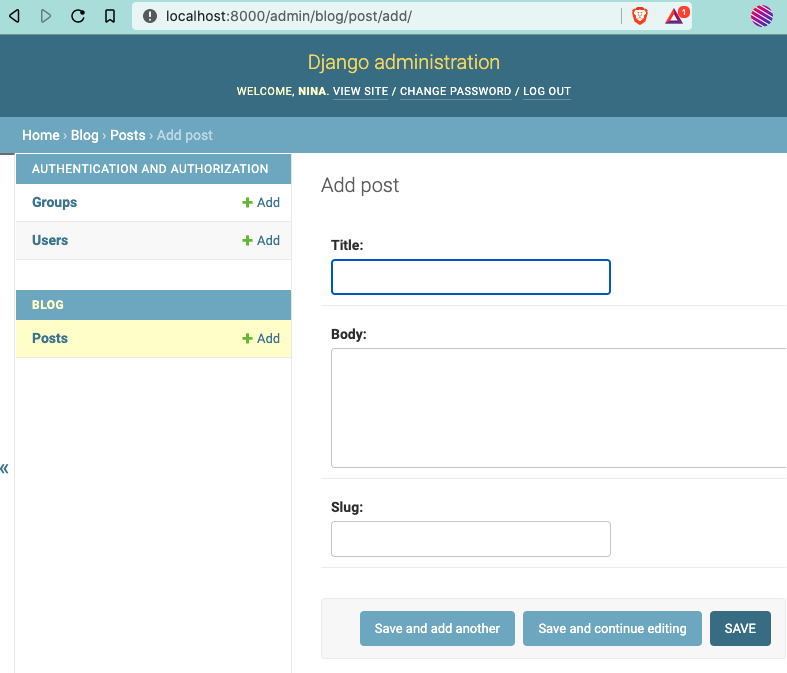 localhost:8000/admin/blog/post/add/
1
Django administration
WELCOME, NINA. VIEW SITE / CHANGE PASSWORD / LOG OUT
Home › Blog › Posts › Add post
AUTHENTICATION AND AUTHORIZATION
Groups + Add
Users + Add
BLOG
Posts + Add
«
Add post
Title:
Body:
Slug:
Save and add another Save and continue editing SAVE